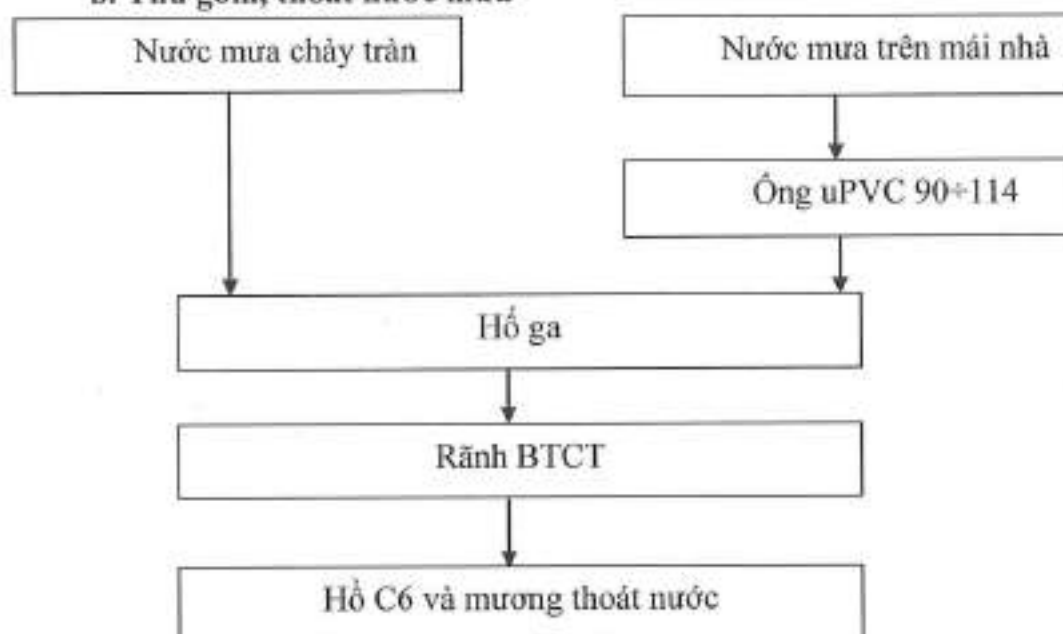 Nước mưa chảy tràn
Nước mưa trên mái nhà
Ống uPVC 90÷114
Hố ga
Rãnh BTCT
Hồ C6 và mương thoát nước